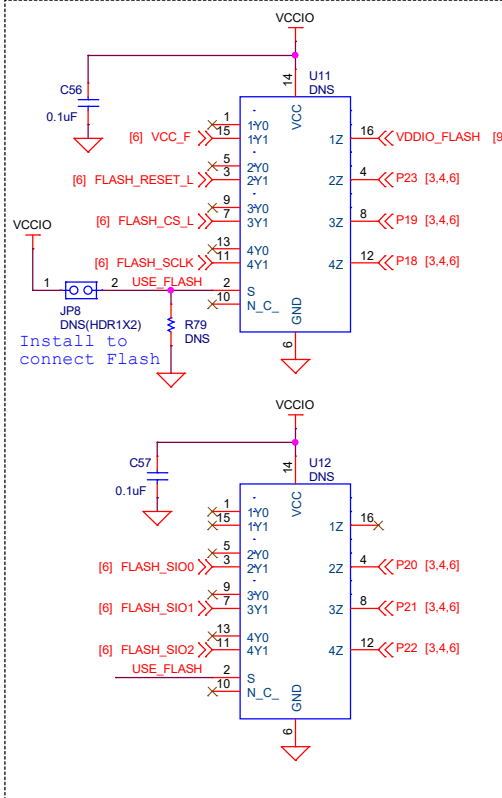 VCCIO
C56
0.1uF
14
U11
DNS
VCC
1
1Y0
[6] VCC_F
15
1Y1
1Z
16
VDDIO_FLASH [9
5
2Y0
[6] FLASH_RESET_L
3
2Y1
2Z
4
P23 [3,4,6]
9
3Y0
[6] FLASH_CS_L
7
3Y1
3Z
8
P19 [3,4,6]
13
4Y0
[6] FLASH_SCLK
11
4Y1
4Z
12
P18 [3,4,6]
VCCIO
1
2
USE_FLASH
2
S
10
N_C_
GND
6
JP8
DNS(HDR1X2)
R79
DNS
Install to
connect Flash
VCCIO
C57
0.1uF
14
U12
DNS
VCC
1
1Y0
15
1Y1
1Z
16
5
2Y0
[6] FLASH_SIO0
3
2Y1
2Z
4
P20 [3,4,6]
9
3Y0
[6] FLASH_SIO1
7
3Y1
3Z
8
P21 [3,4,6]
13
4Y0
[6] FLASH_SIO2
11
4Y1
4Z
12
P22 [3,4,6]
USE_FLASH
2
S
10
N_C_
GND
6